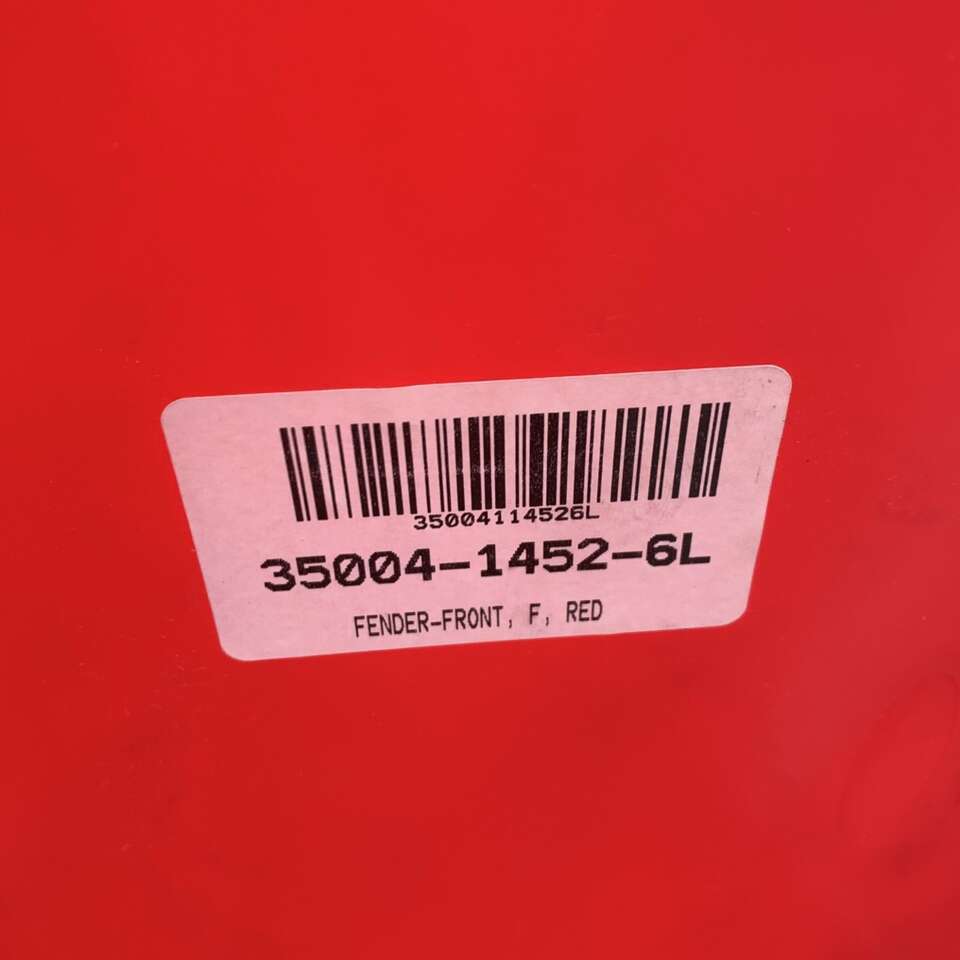 35004114526L
35004-1452-6L
FENDER-FRONT, F, RED